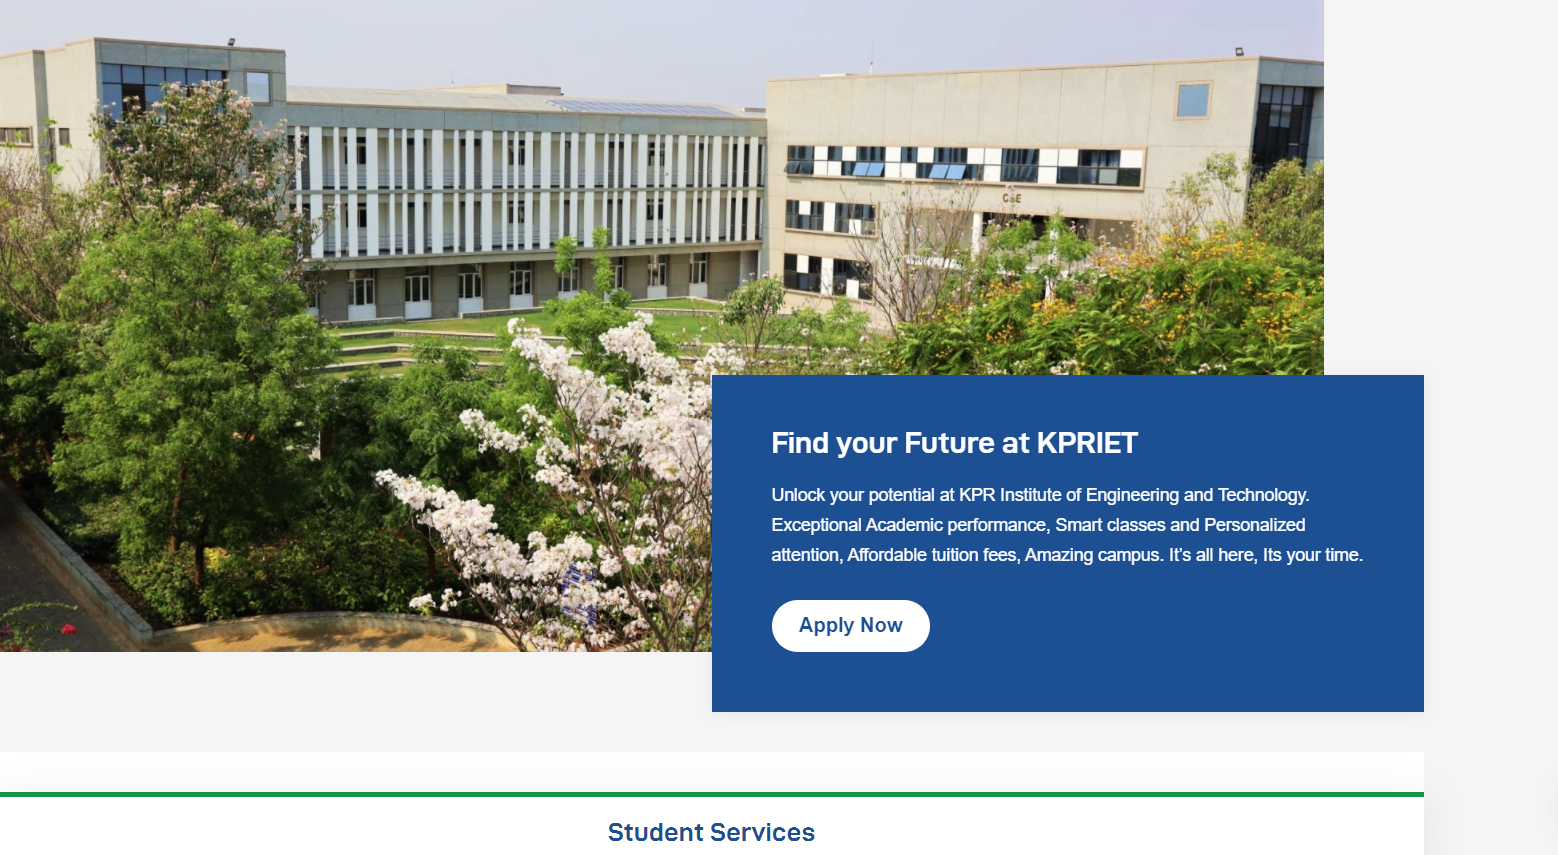 CSE
Find your Future at KPRIET
Unlock your potential at KPR Institute of Engineering and Technology.
Exceptional Academic performance, Smart classes and Personalized
attention, Affordable tuition fees, Amazing campus. It's all here, Its your time.
Apply Now
Student Services